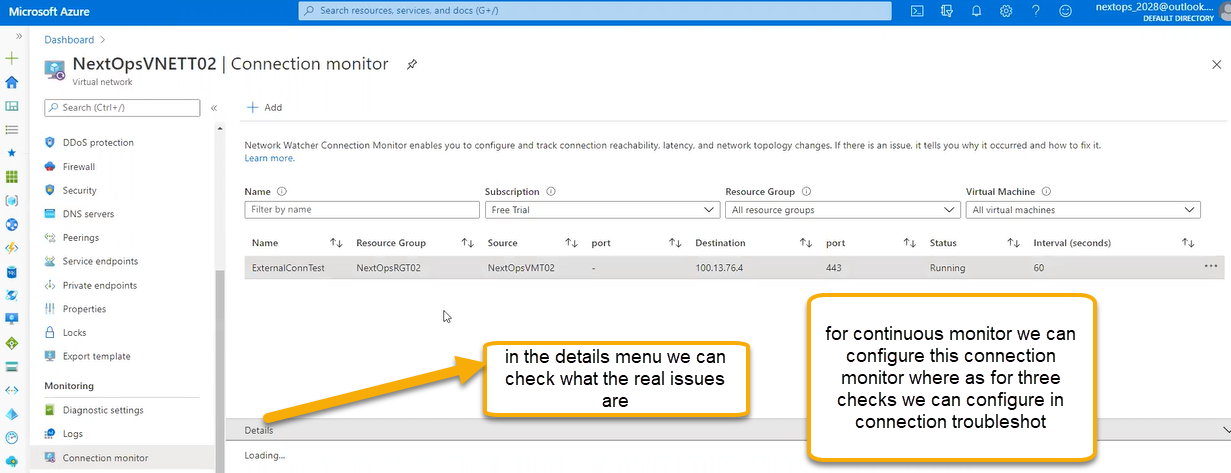 Microsoft Azure
Search resources, services, and docs (G+/)
nextops_2028@outlook....
DEFAULT DIRECTORY
Dashboard >
NextOpsVNETT02 | Connection monitor
Virtual network
Search (Ctrl+/)
DDoS protection
Firewall
Security
DNS servers
Peerings
Service endpoints
Private endpoints
Properties
Locks
Export template
Monitoring
Diagnostic settings
Logs
Connection monitor
Add
Network Watcher Connection Monitor enables you to configure and track connection reachability, latency, and network topology changes. If there is an issue, it tells you why it occurred and how to fix it.
Learn more.
Name Subscription Resource Group Virtual Machine
Filter by name Free Trial All resource groups All virtual machines
Name Resource Group Source port Destination port Status Interval (seconds)
ExternalConnTest NextOpsRGT02 NextOpsVMT02 - 100.13.76.4 443 Running 60
in the details menu we can
check what the real issues
are
for continuous monitor we can
configure this connection
monitor where as for three
checks we can configure in
connection troubleshot
Details
Loading...